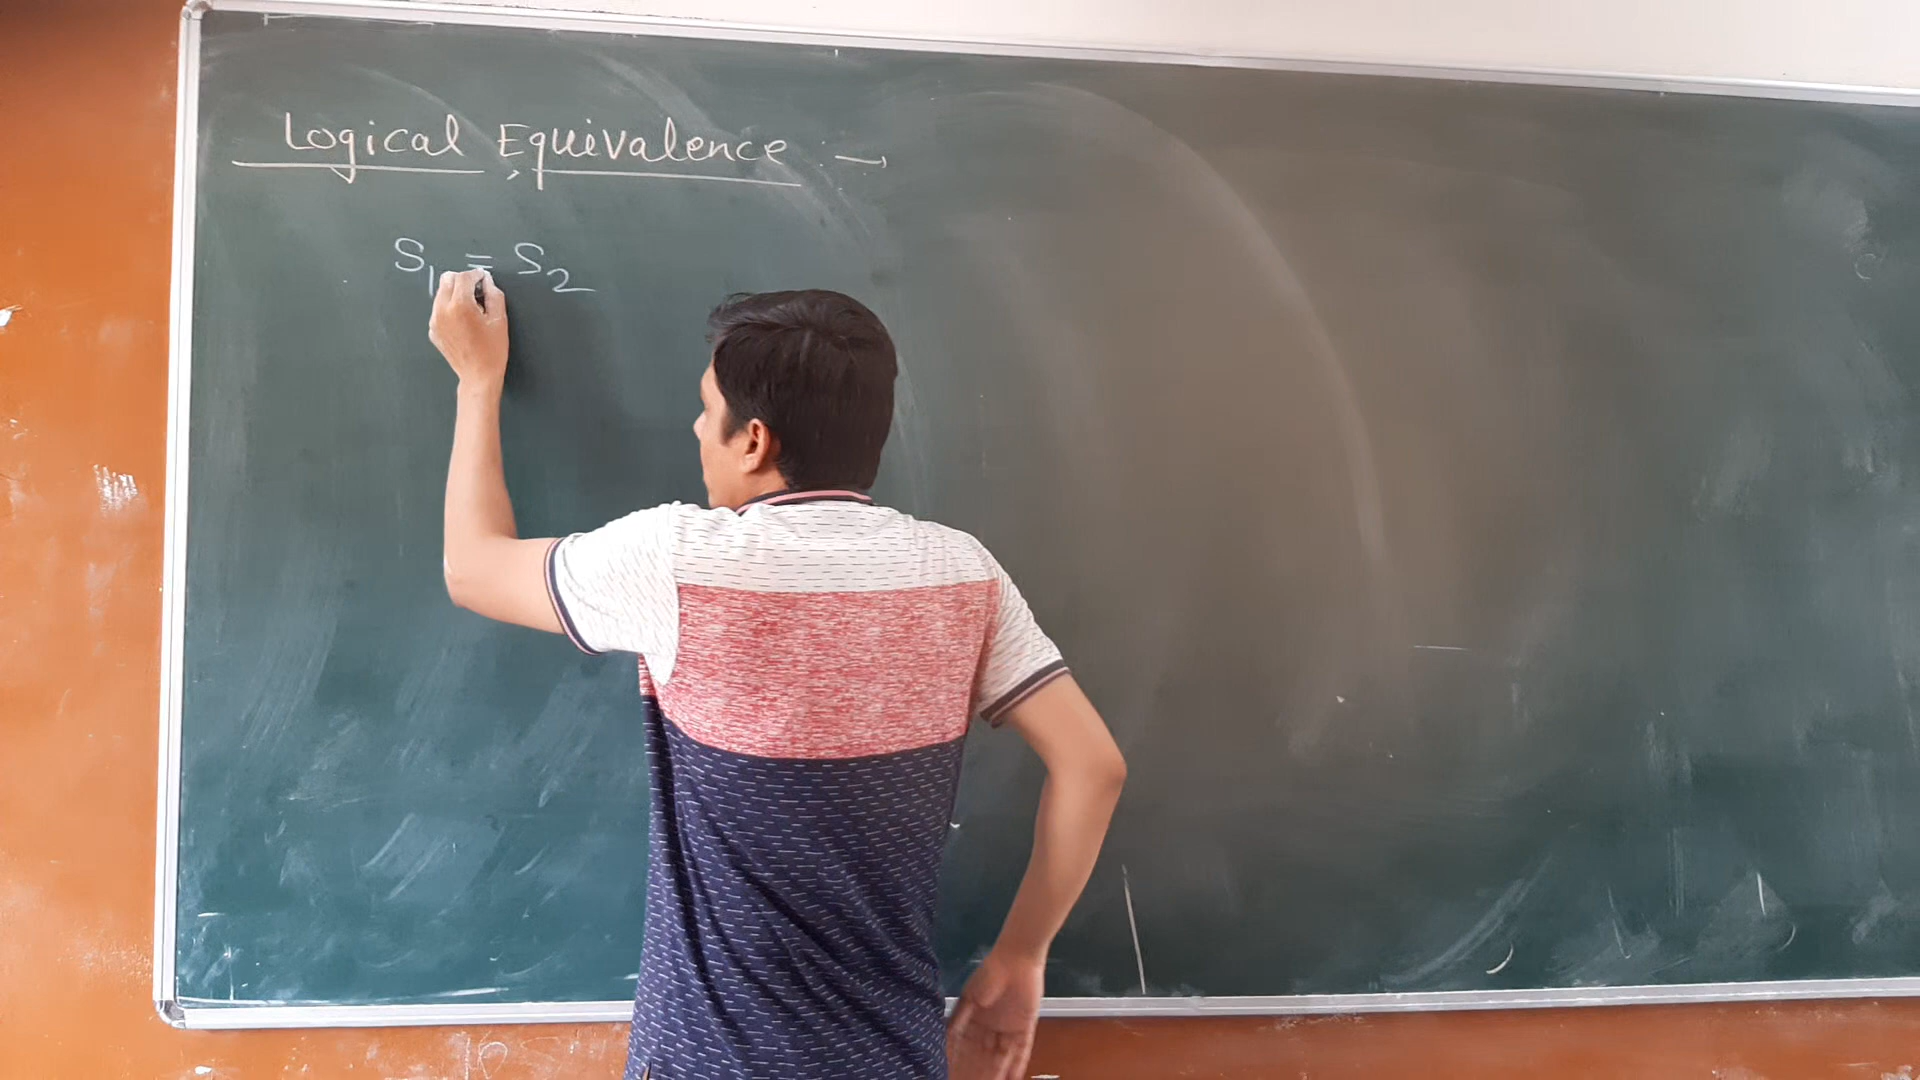 Logical Equivalence :→
S₁ ≡ S₂